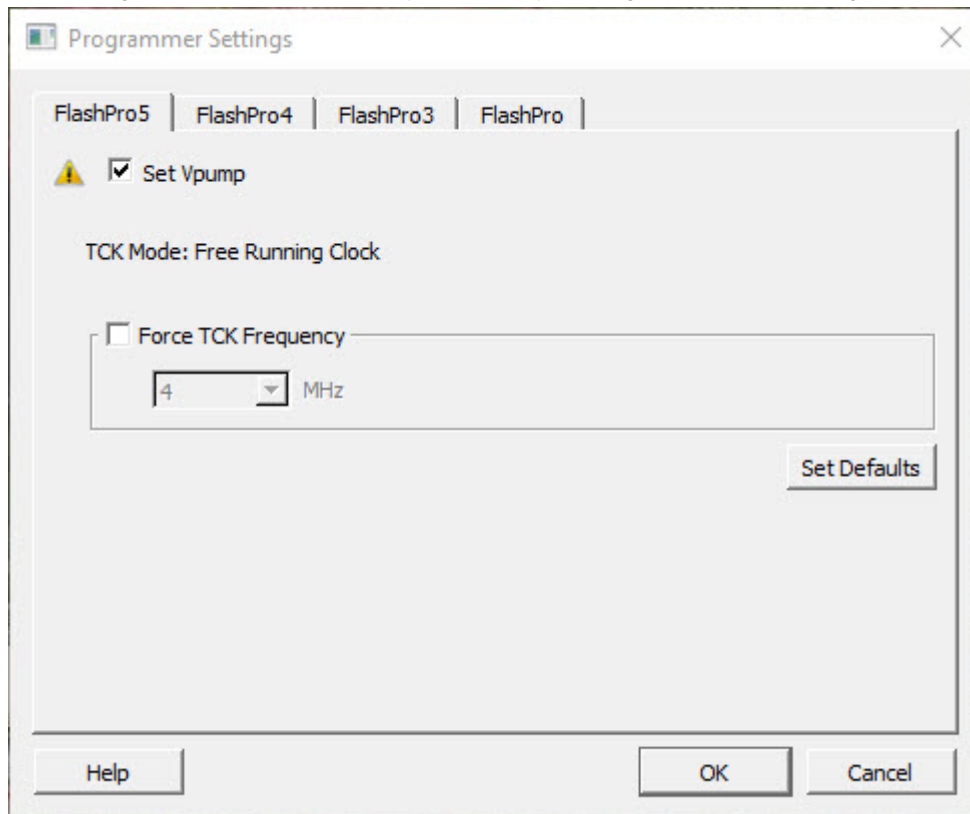 Programmer Settings
FlashPro5 FlashPro4 FlashPro3 FlashPro
Set Vpump
TCK Mode: Free Running Clock
Force TCK Frequency
4 MHz
Set Defaults
Help OK Cancel